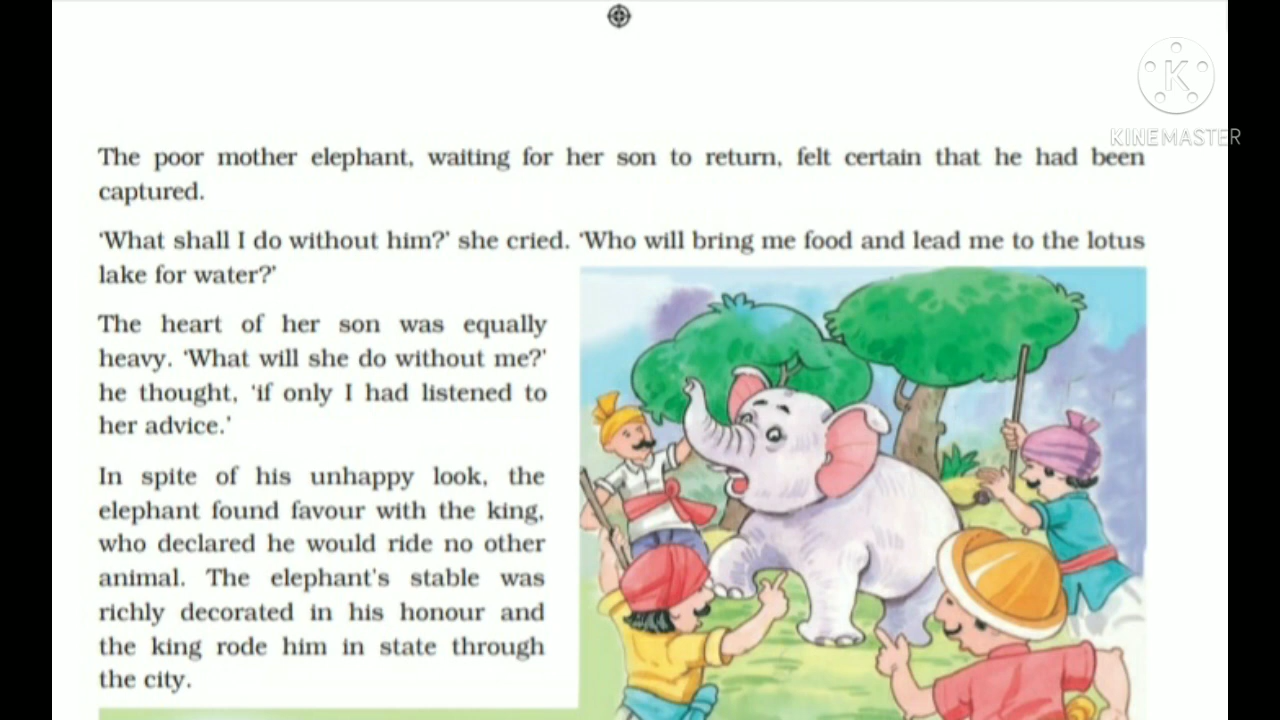 K
KINEMASTER
The poor mother elephant, waiting for her son to return, felt certain that he had been
captured.
‘What shall I do without him?’ she cried. ‘Who will bring me food and lead me to the lotus
lake for water?’
The heart of her son was equally
heavy. ‘What will she do without me?’
he thought, ‘if only I had listened to
her advice.’
In spite of his unhappy look, the
elephant found favour with the king,
who declared he would ride no other
animal. The elephant's stable was
richly decorated in his honour and
the king rode him in state through
the city.